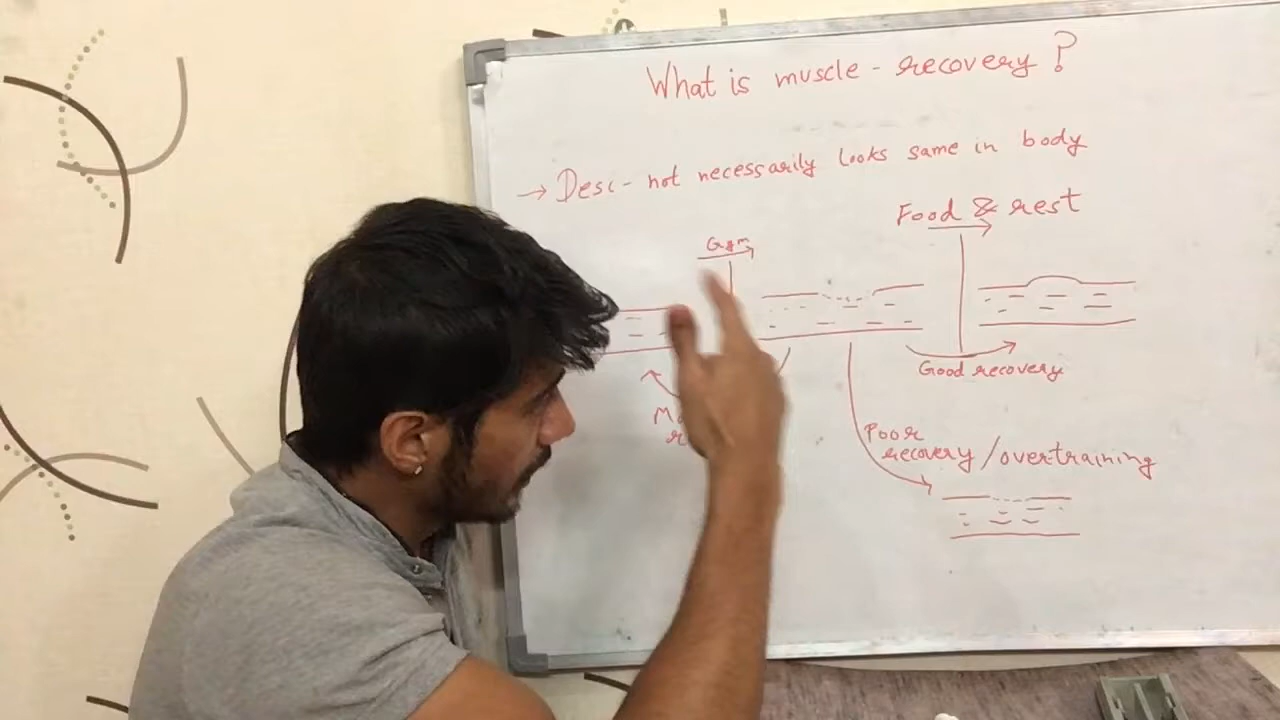 What is muscle - recovery ?
→ Desc - not necessarily looks same in body
Gym
Food & rest
Good recovery
Poor
recovery / overtraining